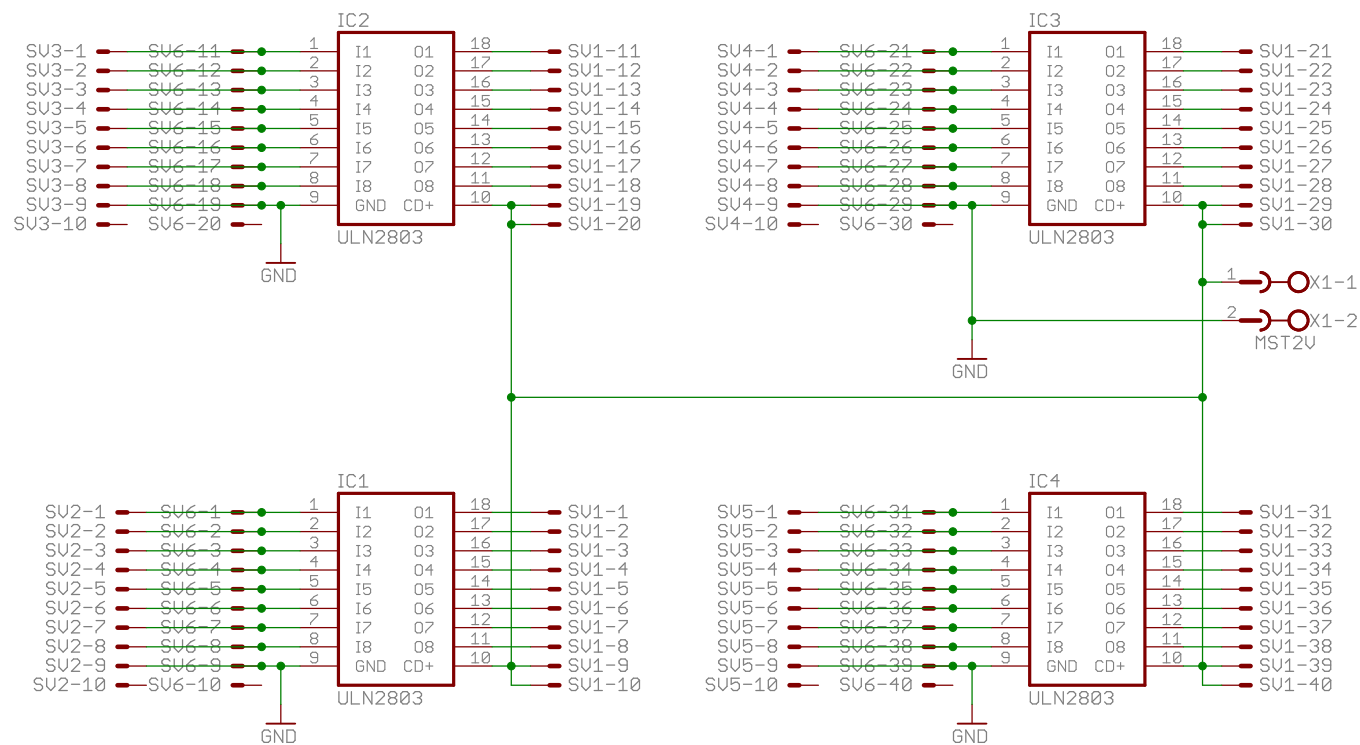 IC2 IC3
SV3-1 SV6-11 1 I1 O1 18 SV1-11 SV4-1 SV6-21 1 I1 O1 18 SV1-21
SV3-2 SV6-12 2 I2 O2 17 SV1-12 SV4-2 SV6-22 2 I2 O2 17 SV1-22
SV3-3 SV6-13 3 I3 O3 16 SV1-13 SV4-3 SV6-23 3 I3 O3 16 SV1-23
SV3-4 SV6-14 4 I4 O4 15 SV1-14 SV4-4 SV6-24 4 I4 O4 15 SV1-24
SV3-5 SV6-15 5 I5 O5 14 SV1-15 SV4-5 SV6-25 5 I5 O5 14 SV1-25
SV3-6 SV6-16 6 I6 O6 13 SV1-16 SV4-6 SV6-26 6 I6 O6 13 SV1-26
SV3-7 SV6-17 7 I7 O7 12 SV1-17 SV4-7 SV6-27 7 I7 O7 12 SV1-27
SV3-8 SV6-18 8 I8 O8 11 SV1-18 SV4-8 SV6-28 8 I8 O8 11 SV1-28
SV3-9 SV6-19 9 GND CD+ 10 SV1-19 SV4-9 SV6-29 9 GND CD+ 10 SV1-29
SV3-10 SV6-20 SV1-20 SV4-10 SV6-30 SV1-30
ULN2803 ULN2803
GND 1 X1-1
2 X1-2
MST2V
GND
IC1 IC4
SV2-1 SV6-1 1 I1 O1 18 SV1-1 SV5-1 SV6-31 1 I1 O1 18 SV1-31
SV2-2 SV6-2 2 I2 O2 17 SV1-2 SV5-2 SV6-32 2 I2 O2 17 SV1-32
SV2-3 SV6-3 3 I3 O3 16 SV1-3 SV5-3 SV6-33 3 I3 O3 16 SV1-33
SV2-4 SV6-4 4 I4 O4 15 SV1-4 SV5-4 SV6-34 4 I4 O4 15 SV1-34
SV2-5 SV6-5 5 I5 O5 14 SV1-5 SV5-5 SV6-35 5 I5 O5 14 SV1-35
SV2-6 SV6-6 6 I6 O6 13 SV1-6 SV5-6 SV6-36 6 I6 O6 13 SV1-36
SV2-7 SV6-7 7 I7 O7 12 SV1-7 SV5-7 SV6-37 7 I7 O7 12 SV1-37
SV2-8 SV6-8 8 I8 O8 11 SV1-8 SV5-8 SV6-38 8 I8 O8 11 SV1-38
SV2-9 SV6-9 9 GND CD+ 10 SV1-9 SV5-9 SV6-39 9 GND CD+ 10 SV1-39
SV2-10 SV6-10 SV1-10 SV5-10 SV6-40 SV1-40
ULN2803 ULN2803
GND GND